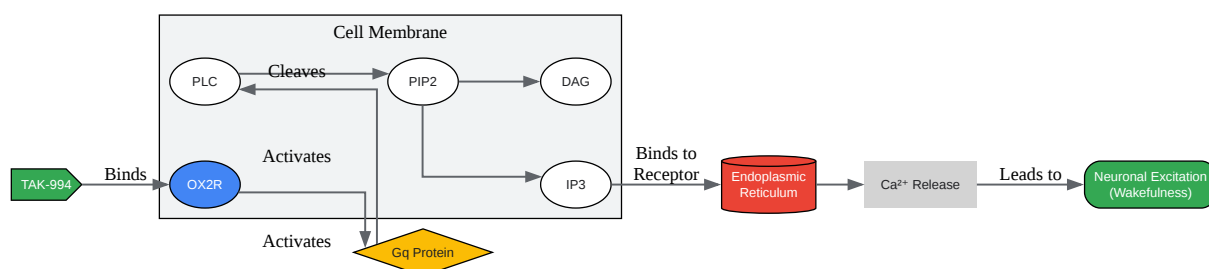 Cell Membrane
PLC
Cleaves
PIP2
DAG
TAK-994
Binds
OX2R
Activates
IP3
Binds to
Receptor
Endoplasmic
Reticulum
Ca²⁺ Release
Leads to
Neuronal Excitation
(Wakefulness)
Activates
Gq Protein